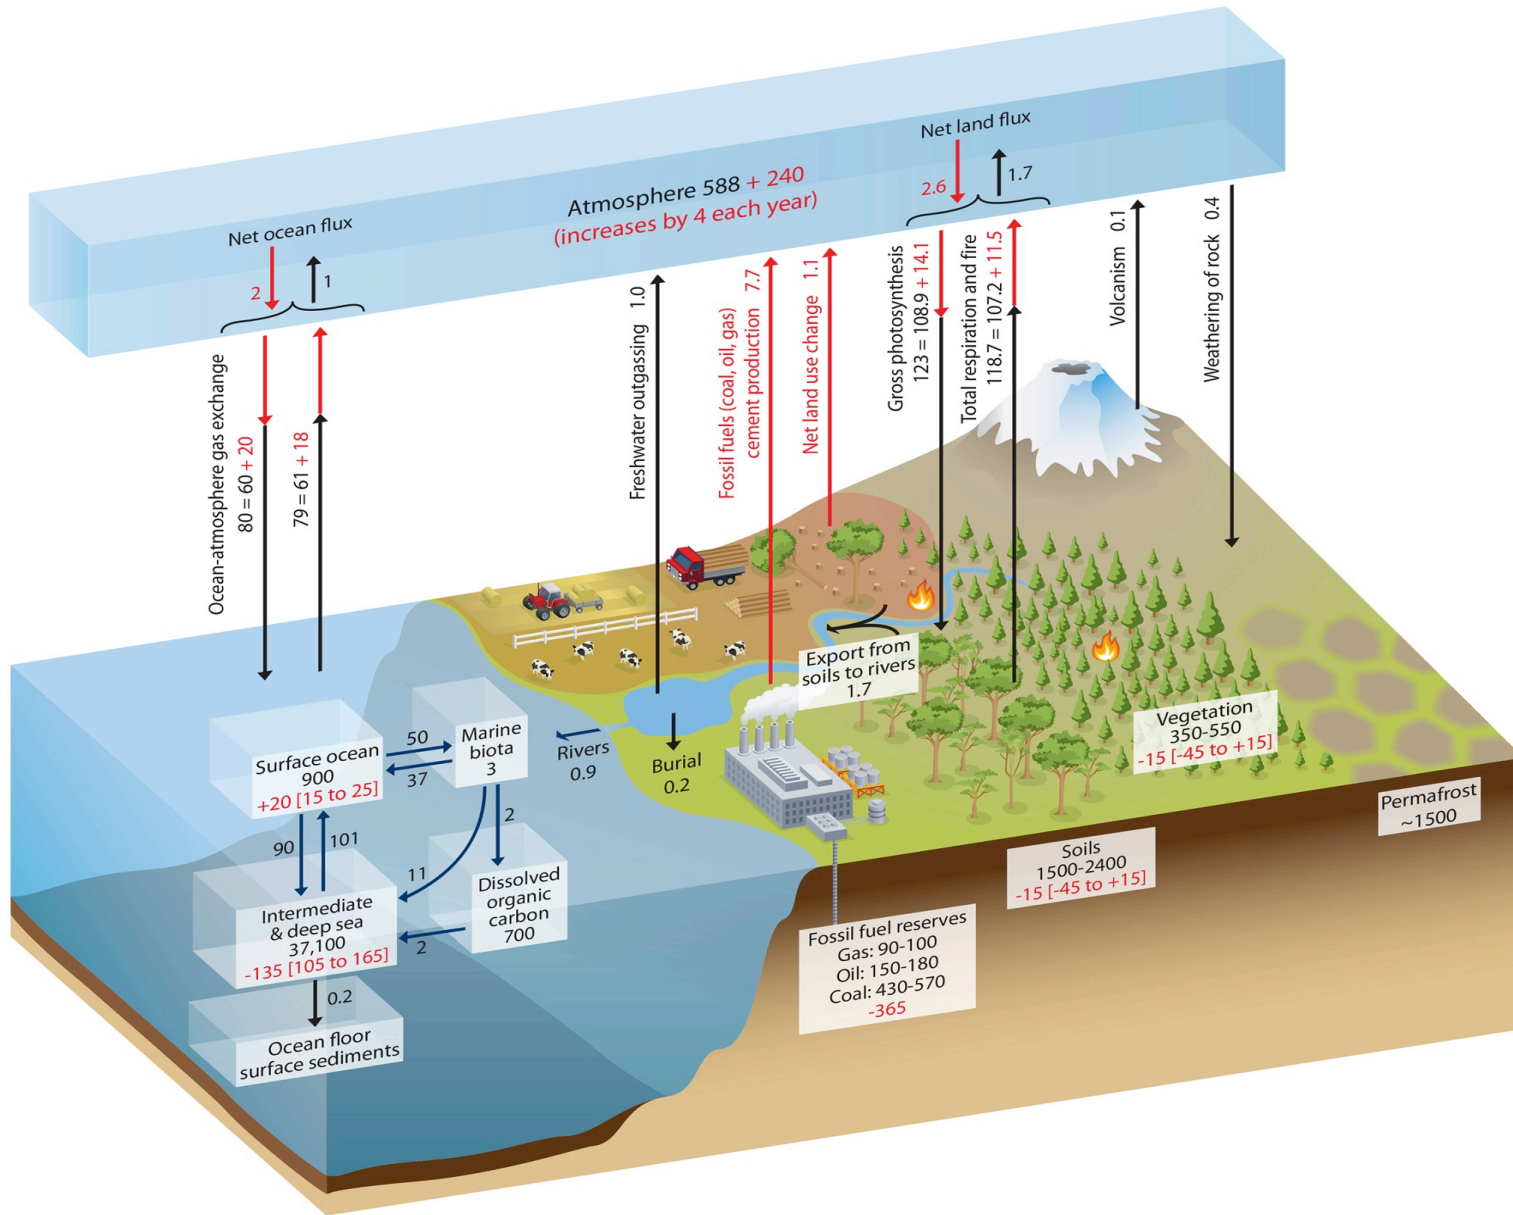 Net land flux
2.6
1.7
Atmosphere 588 + 240
(increases by 4 each year)
Net ocean flux
2
1
Ocean-atmosphere gas exchange
80 = 60 + 20
79 = 61 + 18
Freshwater outgassing 1.0
Fossil fuels (coal, oil, gas)
cement production 7.7
Net land use change 1.1
Gross photosynthesis
123 = 108.9 + 14.1
Total respiration and fire
118.7 = 107.2 + 11.5
Volcanism 0.1
Weathering of rock 0.4
Export from
soils to rivers
1.7
Rivers
0.9
Burial
0.2
Vegetation
350-550
-15 [-45 to +15]
Permafrost
~1500
Soils
1500-2400
-15 [-45 to +15]
Fossil fuel reserves
Gas: 90-100
Oil: 150-180
Coal: 430-570
-365
Surface ocean
900
+20 [15 to 25]
50
37
Marine
biota
3
90
101
11
2
Dissolved
organic
carbon
700
2
Intermediate
& deep sea
37,100
-135 [105 to 165]
0.2
Ocean floor
surface sediments